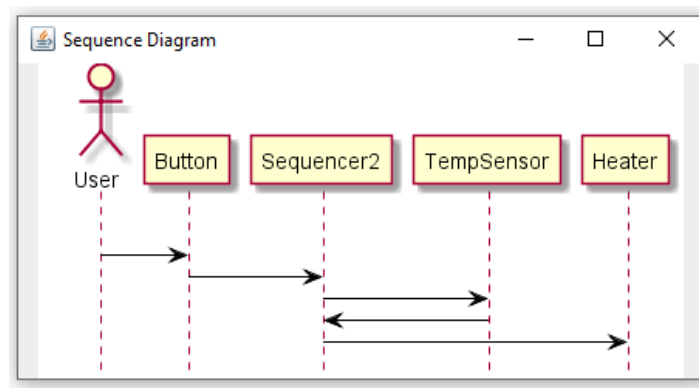 Sequence Diagram
User
Button
Sequencer2
TempSensor
Heater